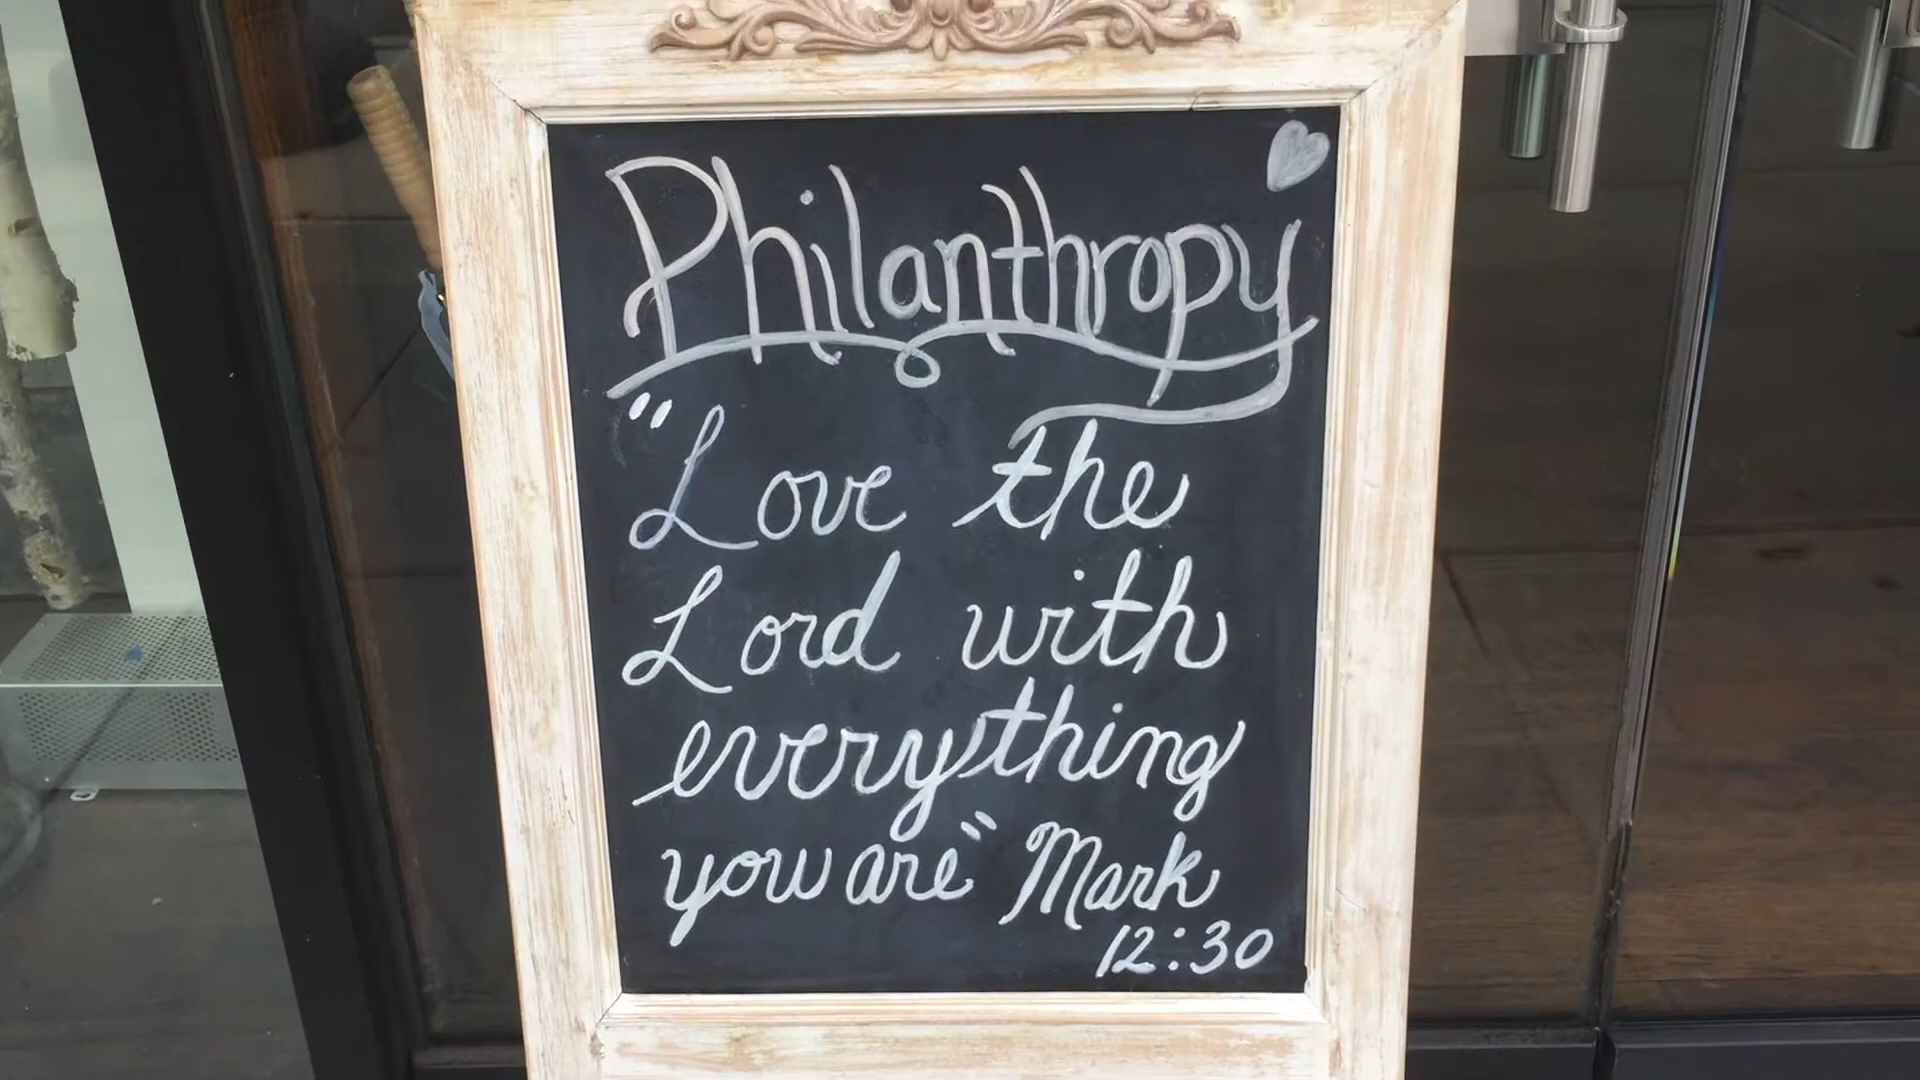 Philanthropy
"Love the
Lord with
everything
you are" Mark
12:30